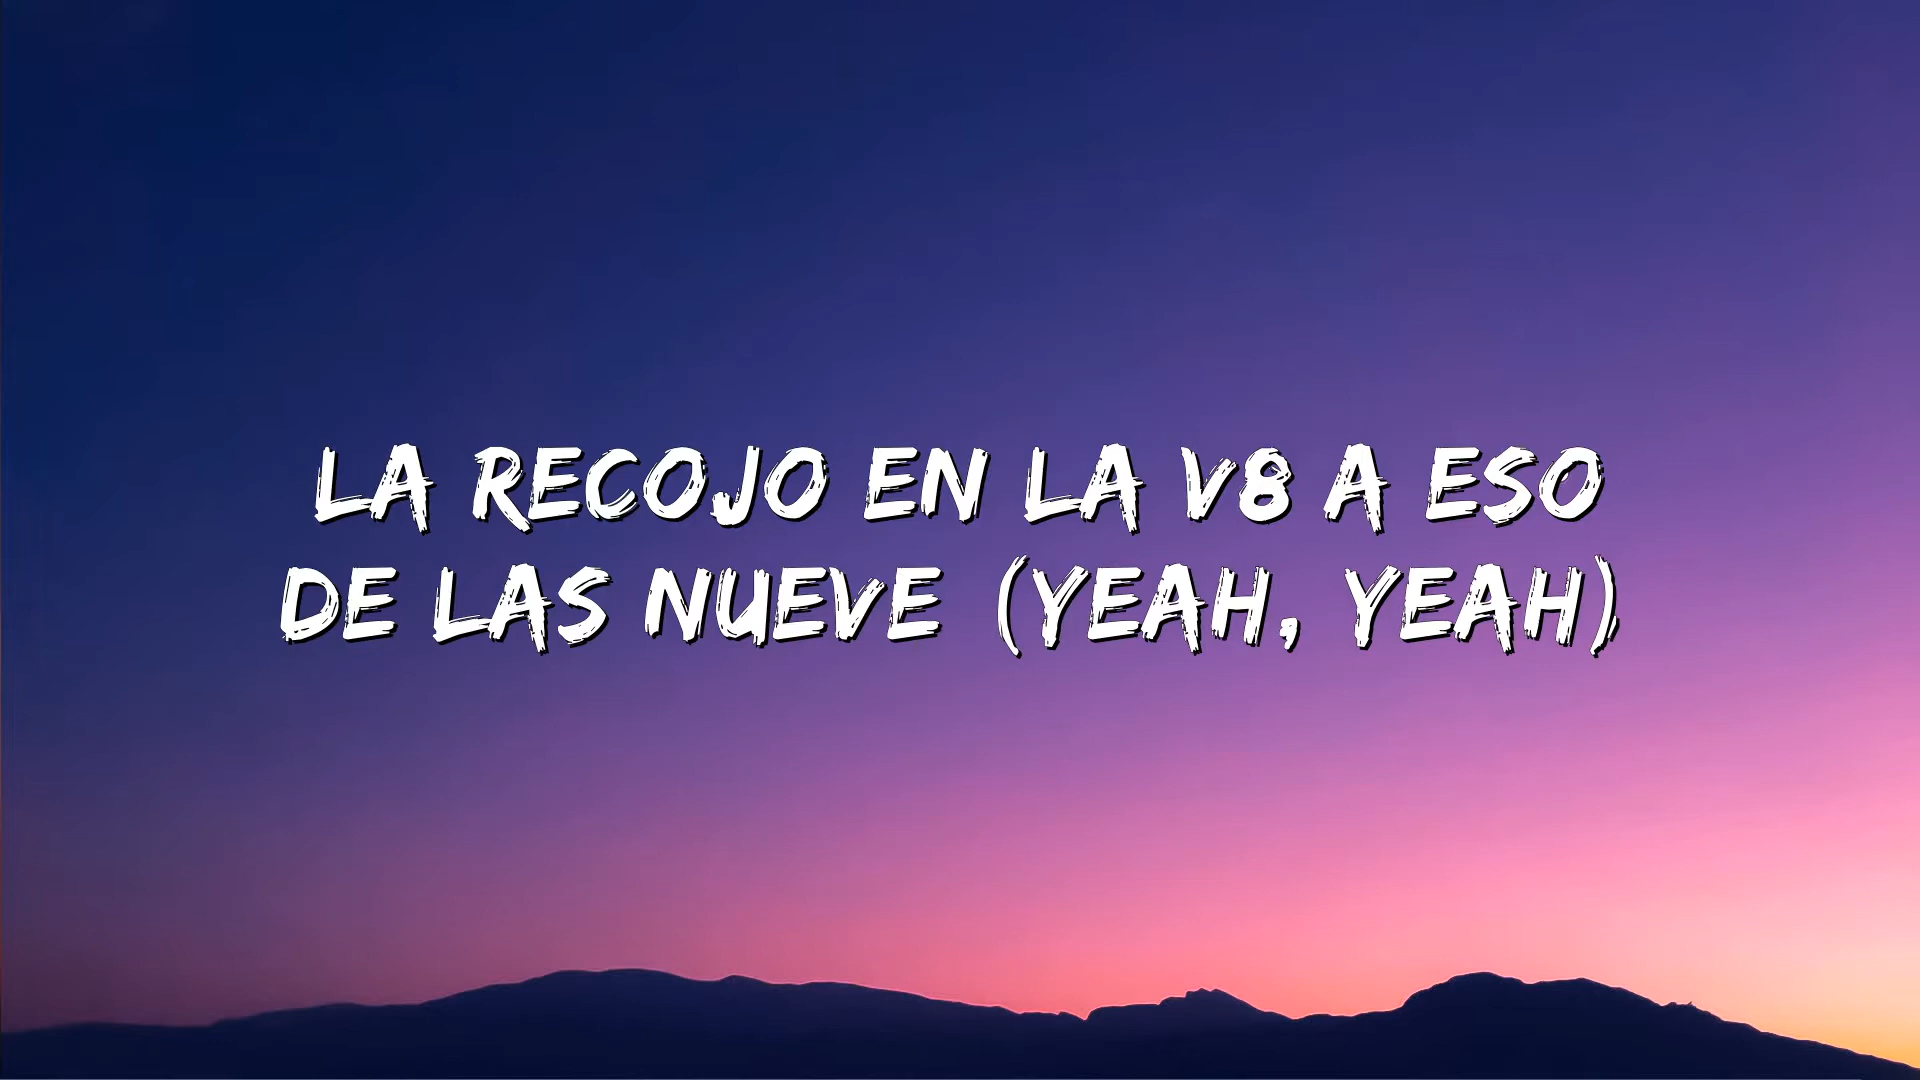 LA RECOJO EN LA V8 A ESO
DE LAS NUEVE (YEAH, YEAH)